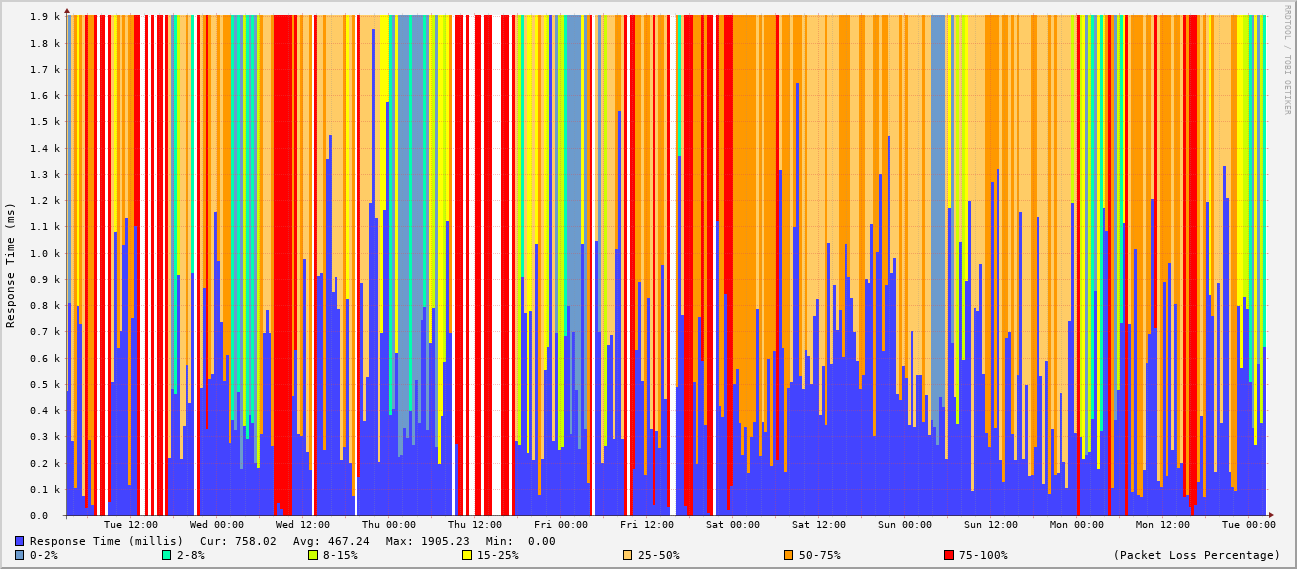 RRDTOOL / TOBI OETIKER
Response Time (ms)
1.9 k
1.8 k
1.7 k
1.6 k
1.5 k
1.4 k
1.3 k
1.2 k
1.1 k
1.0 k
0.9 k
0.8 k
0.7 k
0.6 k
0.5 k
0.4 k
0.3 k
0.2 k
0.1 k
0.0
Tue 12:00 Wed 00:00 Wed 12:00 Thu 00:00 Thu 12:00 Fri 00:00 Fri 12:00 Sat 00:00 Sat 12:00 Sun 00:00 Sun 12:00 Mon 00:00 Mon 12:00 Tue 00:00
Response Time (millis) Cur: 758.02 Avg: 467.24 Max: 1905.23 Min: 0.00
0-2% 2-8% 8-15% 15-25% 25-50% 50-75% 75-100% (Packet Loss Percentage)